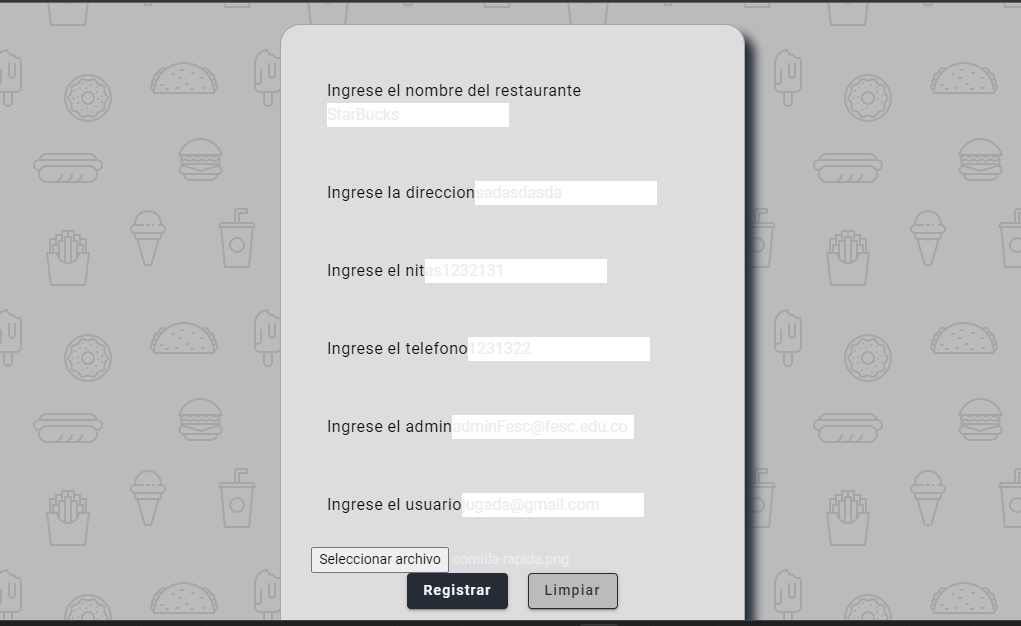 Ingrese el nombre del restaurante
StarBucks
Ingrese la direccion sadasdasda
Ingrese el nit as1232131
Ingrese el telefono 1231322
Ingrese el admin adminFesc@fesc.edu.co
Ingrese el usuario jugada@gmail.com
Seleccionar archivo comida-rapida.png
Registrar Limpiar